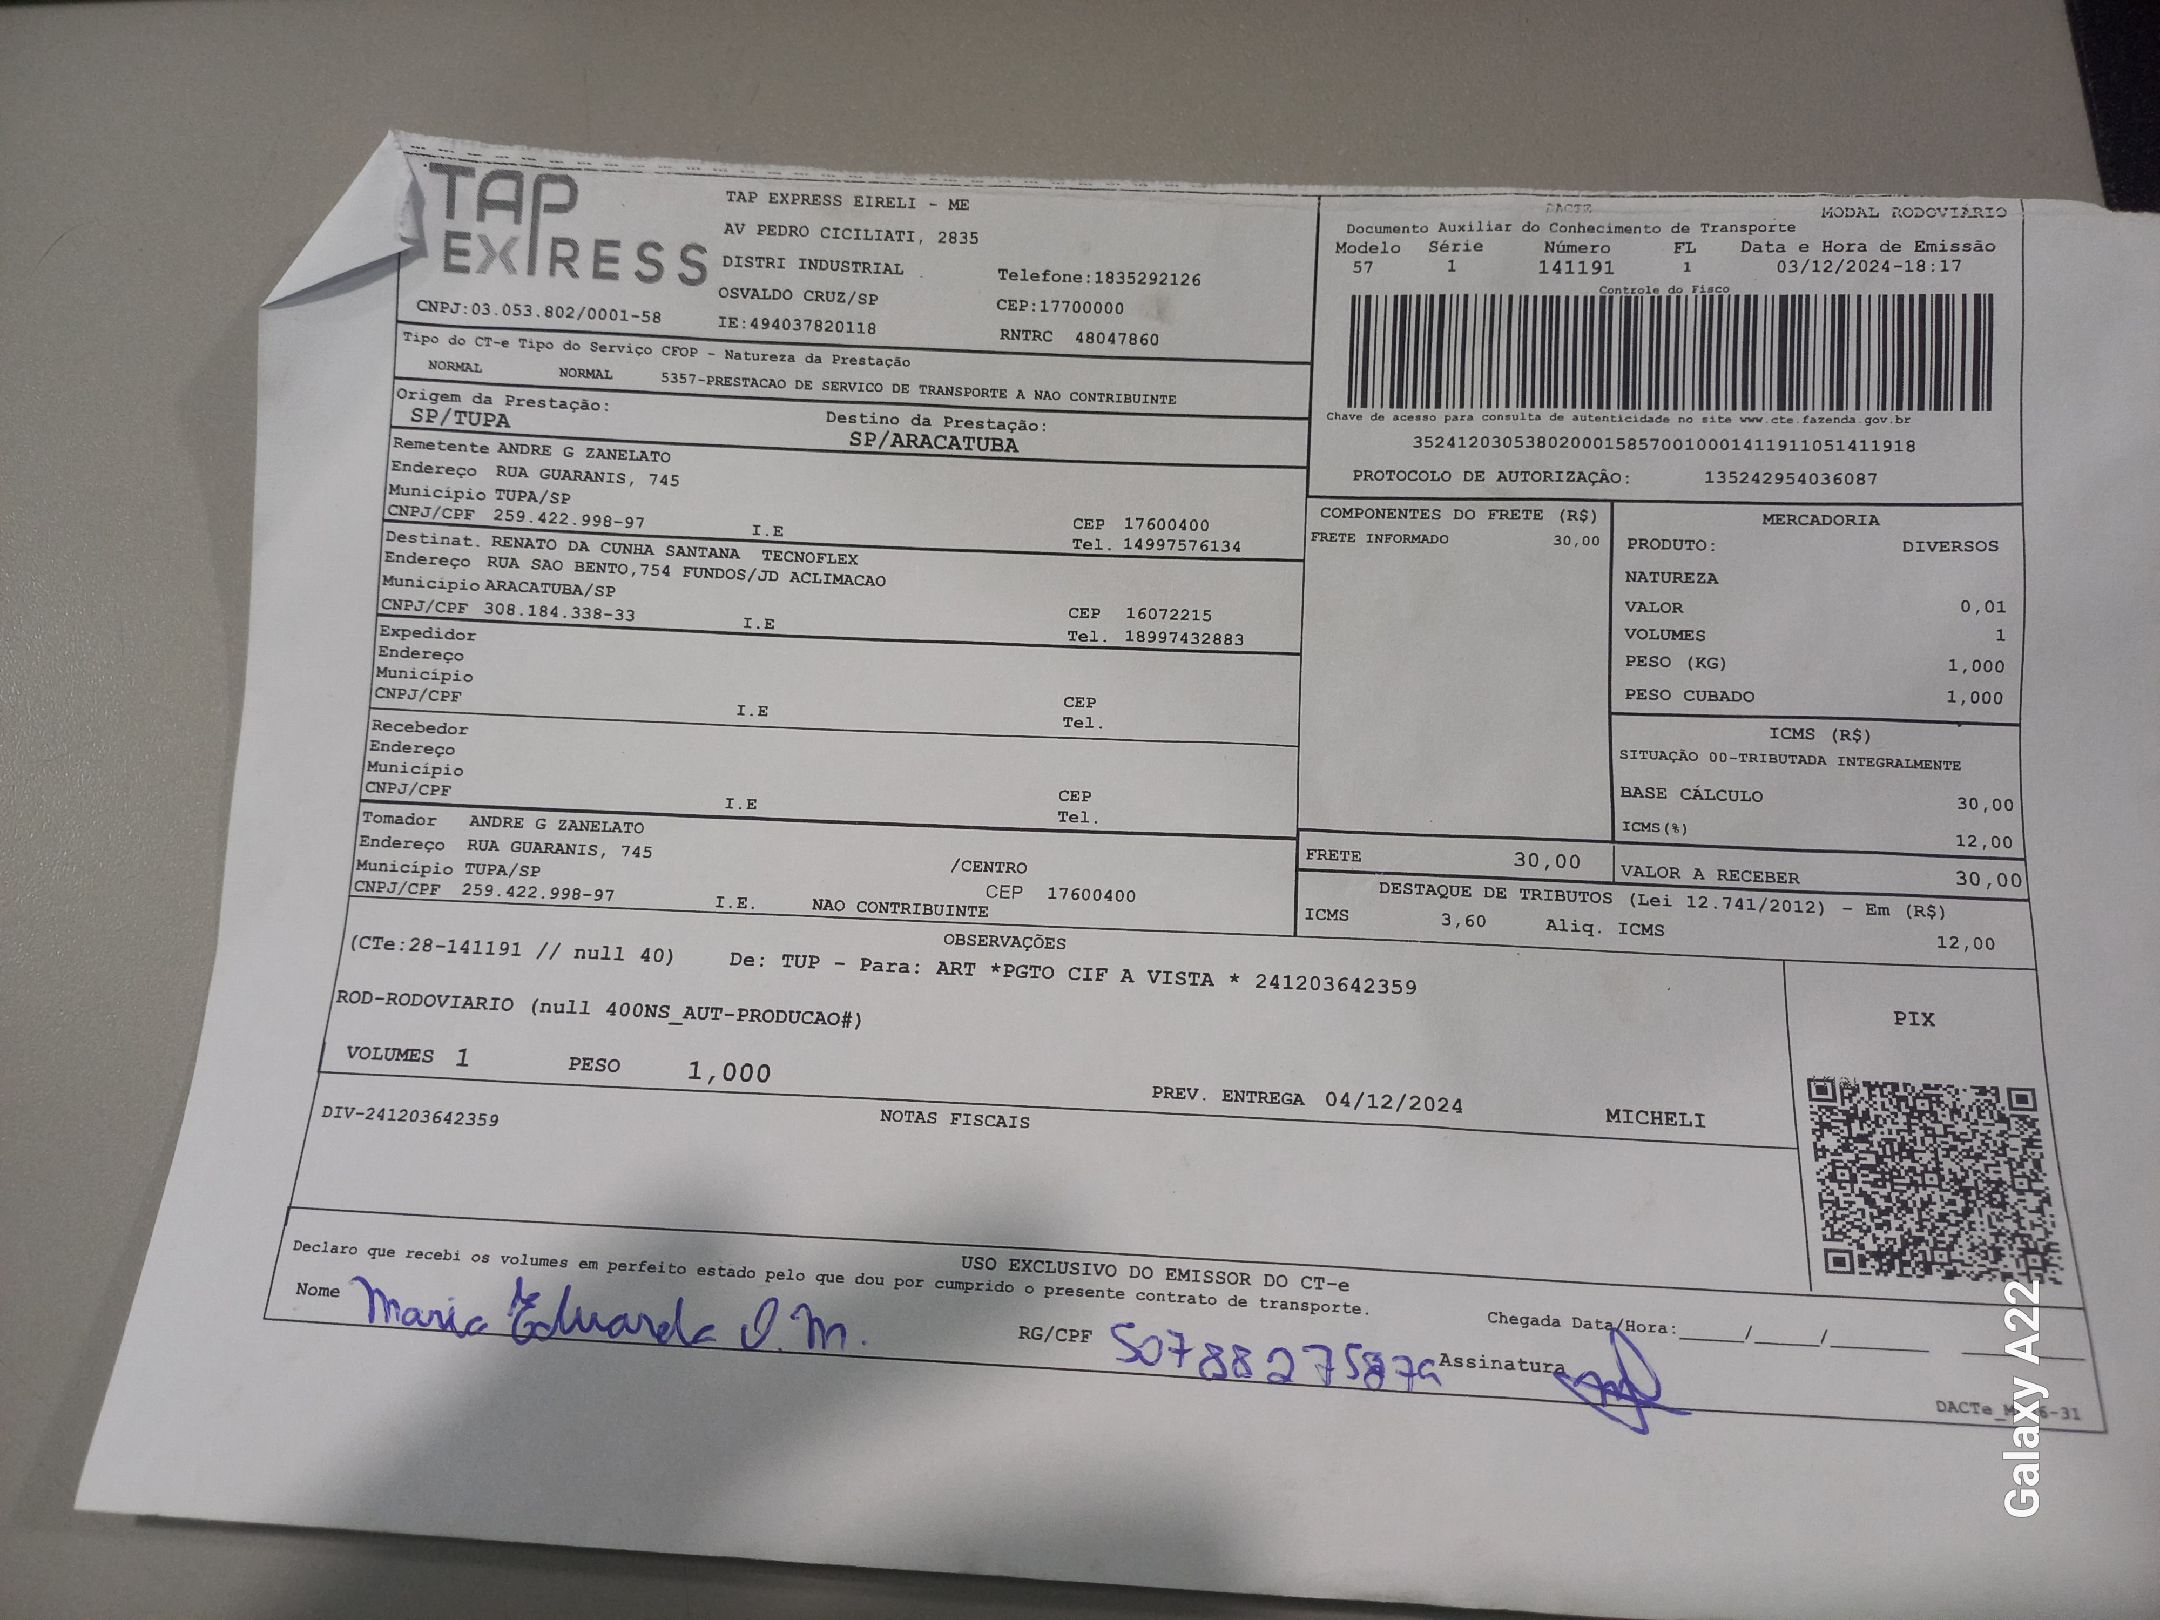 TAP EXPRESS
TAP EXPRESS EIRELI - ME
AV PEDRO CICILIATI, 2835
DISTRI INDUSTRIAL
Telefone:1835292126
OSVALDO CRUZ/SP
CEP:17700000
CNPJ:03.053.802/0001-58
IE:494037820118
RNTRC 48047860
DACTE
MODAL RODOVIÁRIO
Documento Auxiliar do Conhecimento de Transporte
Modelo Série Número FL Data e Hora de Emissão
57 1 141191 1 03/12/2024-18:17
Controle do Fisco
Chave de acesso para consulta de autenticidade no site www.cte.fazenda.gov.br
35241203053802000158570010001411911051411918
PROTOCOLO DE AUTORIZAÇÃO: 135242954036087
Tipo do CT-e Tipo do Serviço CFOP - Natureza da Prestação
NORMAL NORMAL 5357-PRESTACAO DE SERVICO DE TRANSPORTE A NAO CONTRIBUINTE
Origem da Prestação: Destino da Prestação:
SP/TUPA SP/ARACATUBA
Remetente ANDRE G ZANELATO
Endereço RUA GUARANIS, 745
Município TUPA/SP
CEP 17600400
CNPJ/CPF 259.422.998-97 I.E Tel. 14997576134
Destinat. RENATO DA CUNHA SANTANA TECNOFLEX
Endereço RUA SAO BENTO,754 FUNDOS/JD ACLIMACAO
Município ARACATUBA/SP
CEP 16072215
CNPJ/CPF 308.184.338-33 I.E Tel. 18997432883
Expedidor
Endereço
Município
CEP
CNPJ/CPF I.E Tel.
Recebedor
Endereço
Município
CEP
CNPJ/CPF I.E Tel.
Tomador ANDRE G ZANELATO
Endereço RUA GUARANIS, 745 /CENTRO
Município TUPA/SP CEP 17600400
CNPJ/CPF 259.422.998-97 I.E. NAO CONTRIBUINTE
COMPONENTES DO FRETE (R$)
FRETE INFORMADO 30,00
MERCADORIA
PRODUTO: DIVERSOS
NATUREZA
VALOR 0,01
VOLUMES 1
PESO (KG) 1,000
PESO CUBADO 1,000
ICMS (R$)
SITUAÇÃO 00-TRIBUTADA INTEGRALMENTE
BASE CÁLCULO 30,00
ICMS(%) 12,00
FRETE 30,00 VALOR A RECEBER 30,00
DESTAQUE DE TRIBUTOS (Lei 12.741/2012) - Em (R$)
ICMS 3,60 Aliq. ICMS 12,00
OBSERVAÇÕES
(CTe:28-141191 // null 40) De: TUP - Para: ART *PGTO CIF A VISTA * 241203642359
ROD-RODOVIARIO (null 400NS_AUT-PRODUCAO#)
VOLUMES 1 PESO 1,000 PREV. ENTREGA 04/12/2024 MICHELI
PIX
NOTAS FISCAIS
DIV-241203642359
USO EXCLUSIVO DO EMISSOR DO CT-e
Declaro que recebi os volumes em perfeito estado pelo que dou por cumprido o presente contrato de transporte.
Nome Maria Eduarda O. M. RG/CPF Assinatura
Chegada Data/Hora:_____/_____/
Galaxy A22